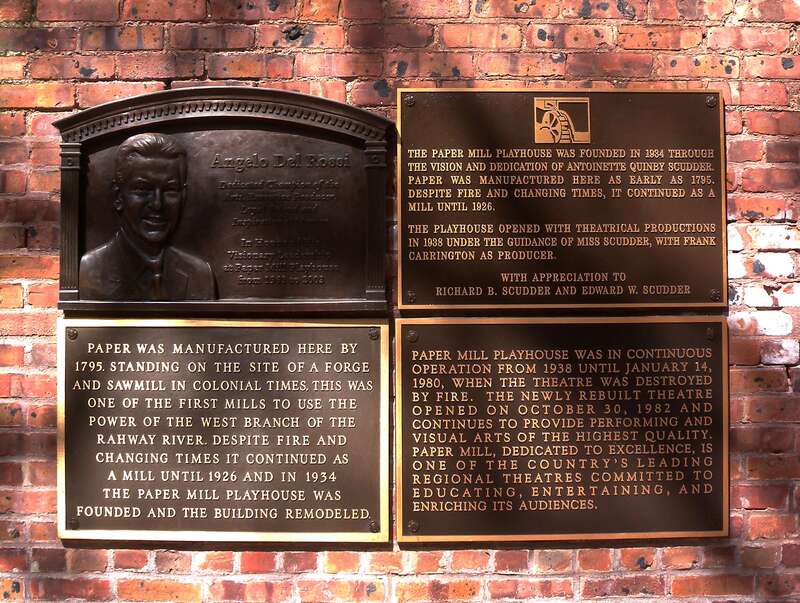 Angelo Del Rossi
THE PAPER MILL PLAYHOUSE WAS FOUNDED IN 1934 THROUGH
THE VISION AND DEDICATION OF ANTOINETTE QUINBY SCUDDER.
PAPER WAS MANUFACTURED HERE AS EARLY AS 1795.
DESPITE FIRE AND CHANGING TIMES, IT CONTINUED AS A
MILL UNTIL 1926.
THE PLAYHOUSE OPENED WITH THEATRICAL PRODUCTIONS
IN 1938 UNDER THE GUIDANCE OF MISS SCUDDER, WITH FRANK
CARRINGTON AS PRODUCER.
WITH APPRECIATION TO
RICHARD B. SCUDDER AND EDWARD W. SCUDDER
PAPER WAS MANUFACTURED HERE BY
1795. STANDING ON THE SITE OF A FORGE
AND SAWMILL IN COLONIAL TIMES, THIS WAS
ONE OF THE FIRST MILLS TO USE THE
POWER OF THE WEST BRANCH OF THE
RAHWAY RIVER. DESPITE FIRE AND
CHANGING TIMES IT CONTINUED AS
A MILL UNTIL 1926 AND IN 1934
THE PAPER MILL PLAYHOUSE WAS
FOUNDED AND THE BUILDING REMODELED.
PAPER MILL PLAYHOUSE WAS IN CONTINUOUS
OPERATION FROM 1938 UNTIL JANUARY 14,
1980, WHEN THE THEATRE WAS DESTROYED
BY FIRE. THE NEWLY REBUILT THEATRE
OPENED ON OCTOBER 30, 1982 AND
CONTINUES TO PROVIDE PERFORMING AND
VISUAL ARTS OF THE HIGHEST QUALITY.
PAPER MILL, DEDICATED TO EXCELLENCE, IS
ONE OF THE COUNTRY'S LEADING
REGIONAL THEATRES COMMITTED TO
EDUCATING, ENTERTAINING, AND
ENRICHING ITS AUDIENCES.